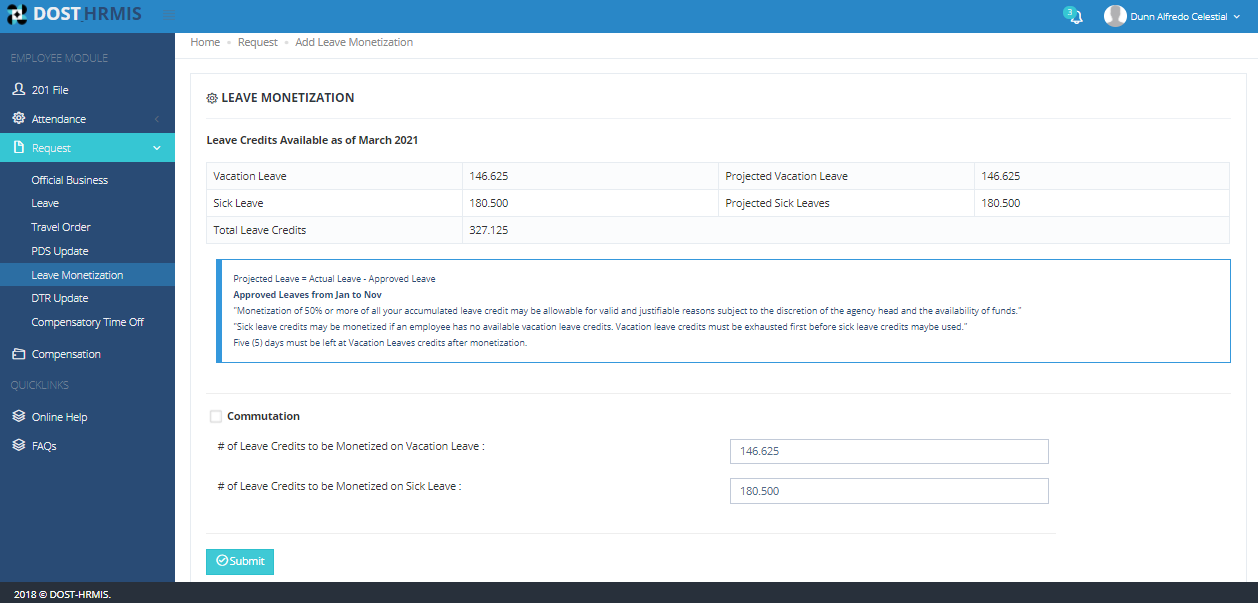 DOST_HRMIS
3
Dunn Alfredo Celestial
Home • Request • Add Leave Monetization
EMPLOYEE MODULE
201 File
Attendance
Request
Official Business
Leave
Travel Order
PDS Update
Leave Monetization
DTR Update
Compensatory Time Off
Compensation
QUICKLINKS
Online Help
FAQs
LEAVE MONETIZATION
Leave Credits Available as of March 2021
Vacation Leave 146.625 Projected Vacation Leave 146.625
Sick Leave 180.500 Projected Sick Leaves 180.500
Total Leave Credits 327.125
Projected Leave = Actual Leave - Approved Leave
Approved Leaves from Jan to Nov
"Monetization of 50% or more of all your accumulated leave credit may be allowable for valid and justifiable reasons subject to the discretion of the agency head and the availability of funds."
"Sick leave credits may be monetized if an employee has no available vacation leave credits. Vacation leave credits must be exhausted first before sick leave credits maybe used."
Five (5) days must be left at Vacation Leaves credits after monetization.
Commutation
# of Leave Credits to be Monetized on Vacation Leave : 146.625
# of Leave Credits to be Monetized on Sick Leave : 180.500
Submit
2018 © DOST-HRMIS.